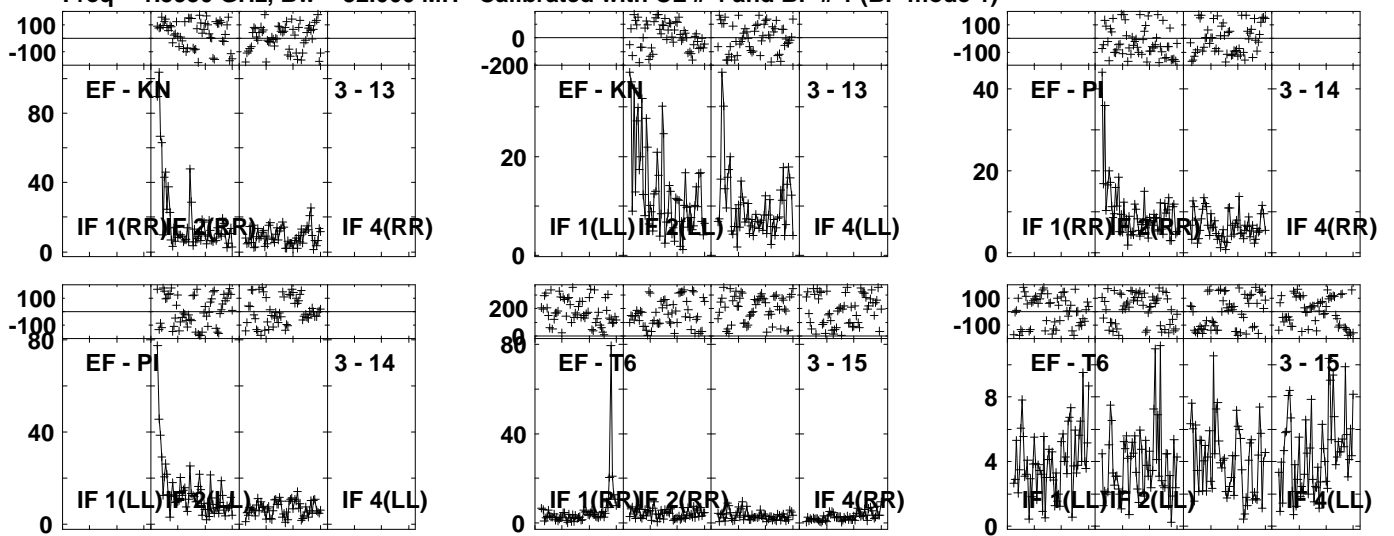 Calibrated with CL # 4 and BP # 1 (BP mode 1)
100
-100
EF - KN
3 - 13
80
40
0
IF 1(RR)
IF 2(RR)
IF 4(RR)
0
-200
EF - KN
3 - 13
20
0
IF 1(LL)
IF 2(LL)
IF 4(LL)
100
-100
EF - PI
3 - 14
40
20
0
IF 1(RR)
IF 2(RR)
IF 4(RR)
100
-100
80
EF - PI
3 - 14
40
0
IF 1(LL)
IF 2(LL)
IF 4(LL)
200
0
80
EF - T6
3 - 15
40
0
IF 1(RR)
IF 2(RR)
IF 4(RR)
100
-100
EF - T6
3 - 15
8
4
0
IF 1(LL)
IF 2(LL)
IF 4(LL)